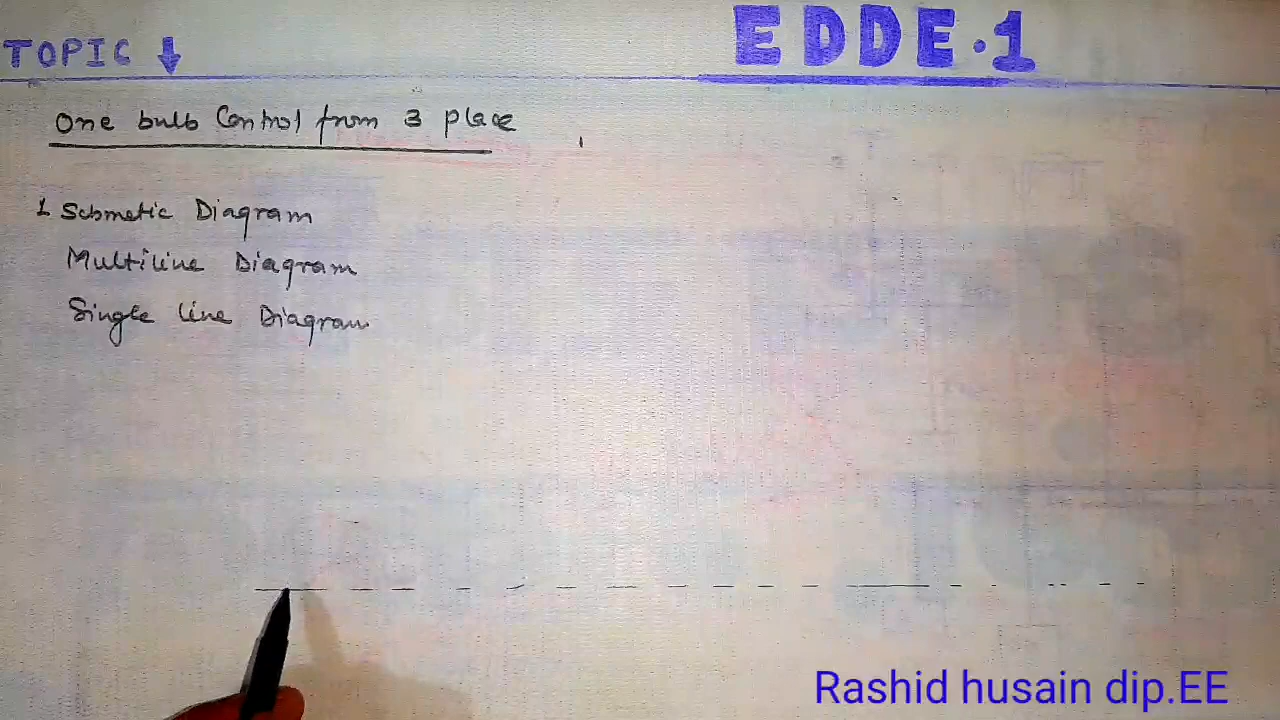 TOPIC ↓
EDDE.1
One bulb Control from 3 place
1 Scbmetic Diagram
Multiline Diagram
Single line Diagram
Rashid husain dip.EE